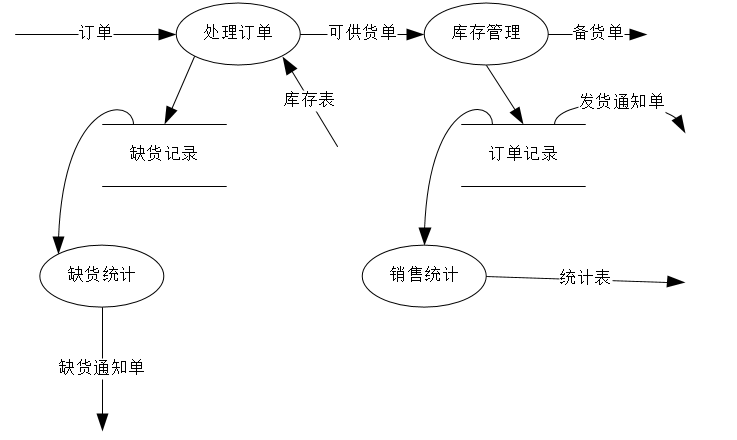 订单
处理订单
可供货单
库存管理
备货单
库存表
发货通知单
缺货记录
订单记录
缺货统计
销售统计
统计表
缺货通知单